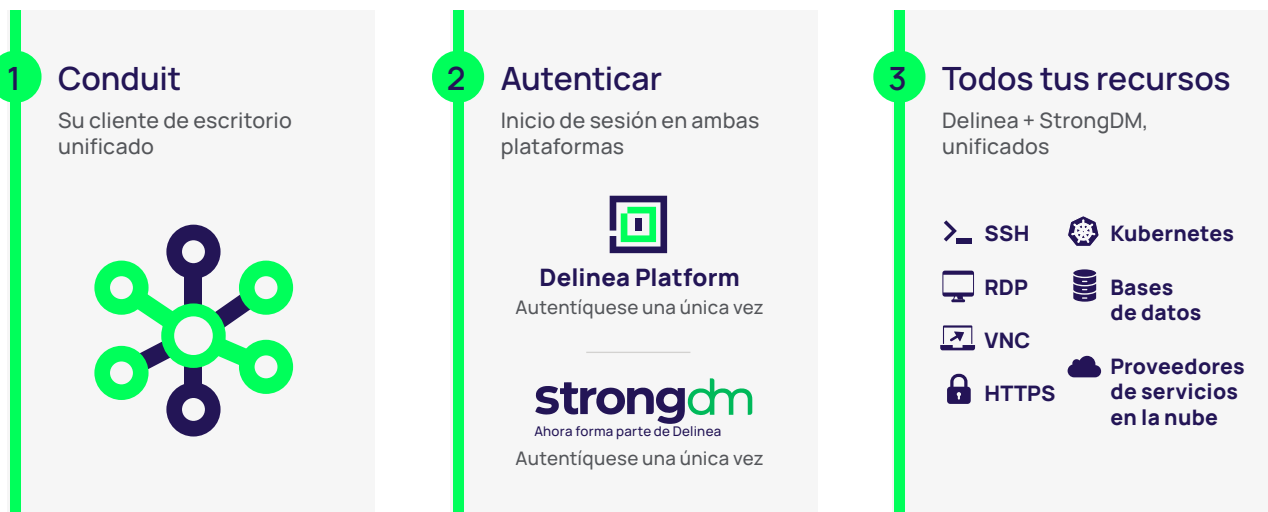 1
Conduit
Su cliente de escritorio
unificado
2
Autenticar
Inicio de sesión en ambas
plataformas
Delinea Platform
Autentíquese una única vez
strongdm
Ahora forma parte de Delinea
Autentíquese una única vez
3
Todos tus recursos
Delinea + StrongDM,
unificados
SSH
RDP
VNC
HTTPS
Kubernetes
Bases
de datos
Proveedores
de servicios
en la nube